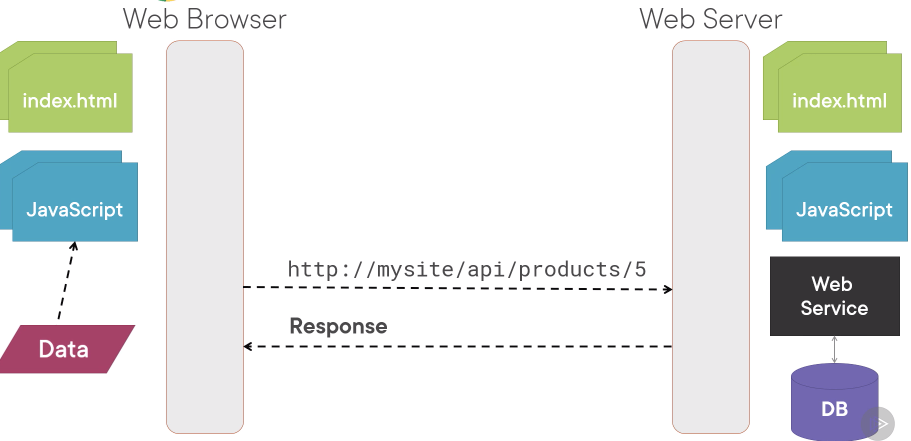 Web Browser
Web Server
index.html
index.html
JavaScript
JavaScript
http://mysite/api/products/5
Web
Service
Response
Data
DB